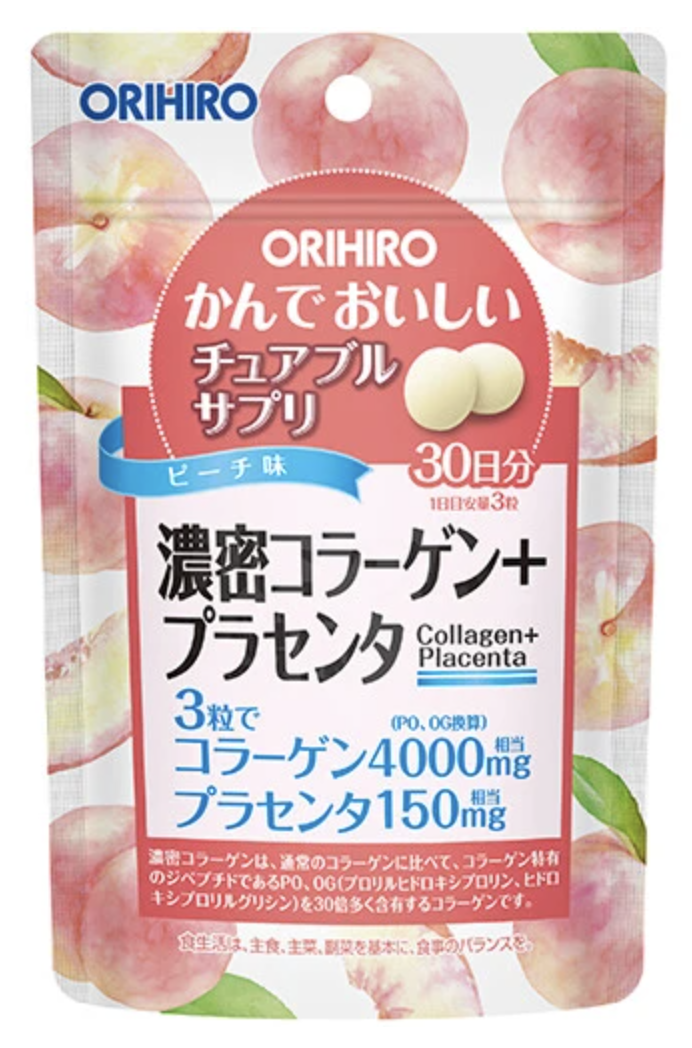 ORIHIRO
ORIHIRO
かんでおいしい
チュアブル
サプリ
ピーチ味
30日分
1日目安量3粒
濃密コラーゲン+
プラセンタ
Collagen+
Placenta
3粒で
(PO、OG換算)
コラーゲン4000mg相当
プラセンタ150mg相当
濃密コラーゲンは、通常のコラーゲンに比べて、コラーゲン特有
のジペプチドであるPO、OG(プロリルヒドロキシプロリン、ヒドロ
キシプロリルグリシン)を30倍多く含有するコラーゲンです。
食生活は、主食、主菜、副菜を基本に、食事のバランスを。